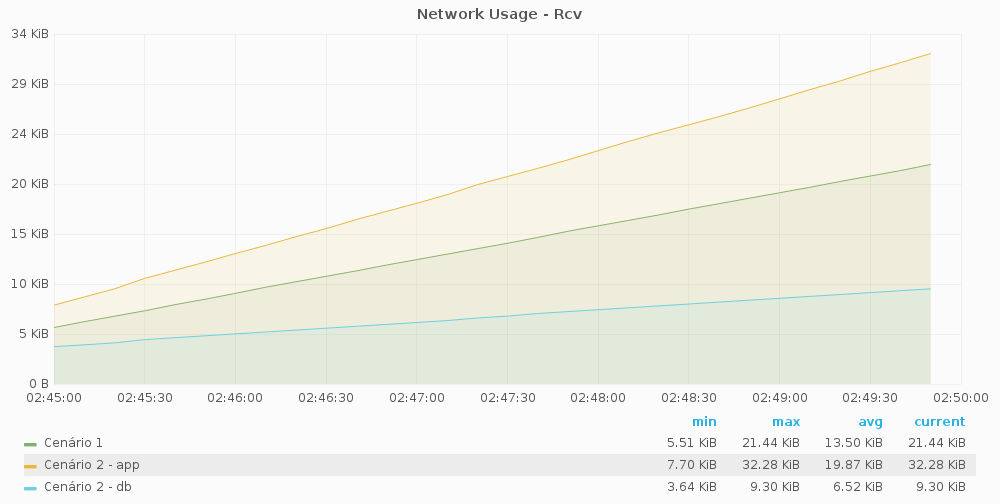 Network Usage - Rcv
34 KiB
29 KiB
24 KiB
20 KiB
15 KiB
10 KiB
5 KiB
0 B
02:45:00 02:45:30 02:46:00 02:46:30 02:47:00 02:47:30 02:48:00 02:48:30 02:49:00 02:49:30 02:50:00
min max avg current
Cenário 1 5.51 KiB 21.44 KiB 13.50 KiB 21.44 KiB
Cenário 2 - app 7.70 KiB 32.28 KiB 19.87 KiB 32.28 KiB
Cenário 2 - db 3.64 KiB 9.30 KiB 6.52 KiB 9.30 KiB